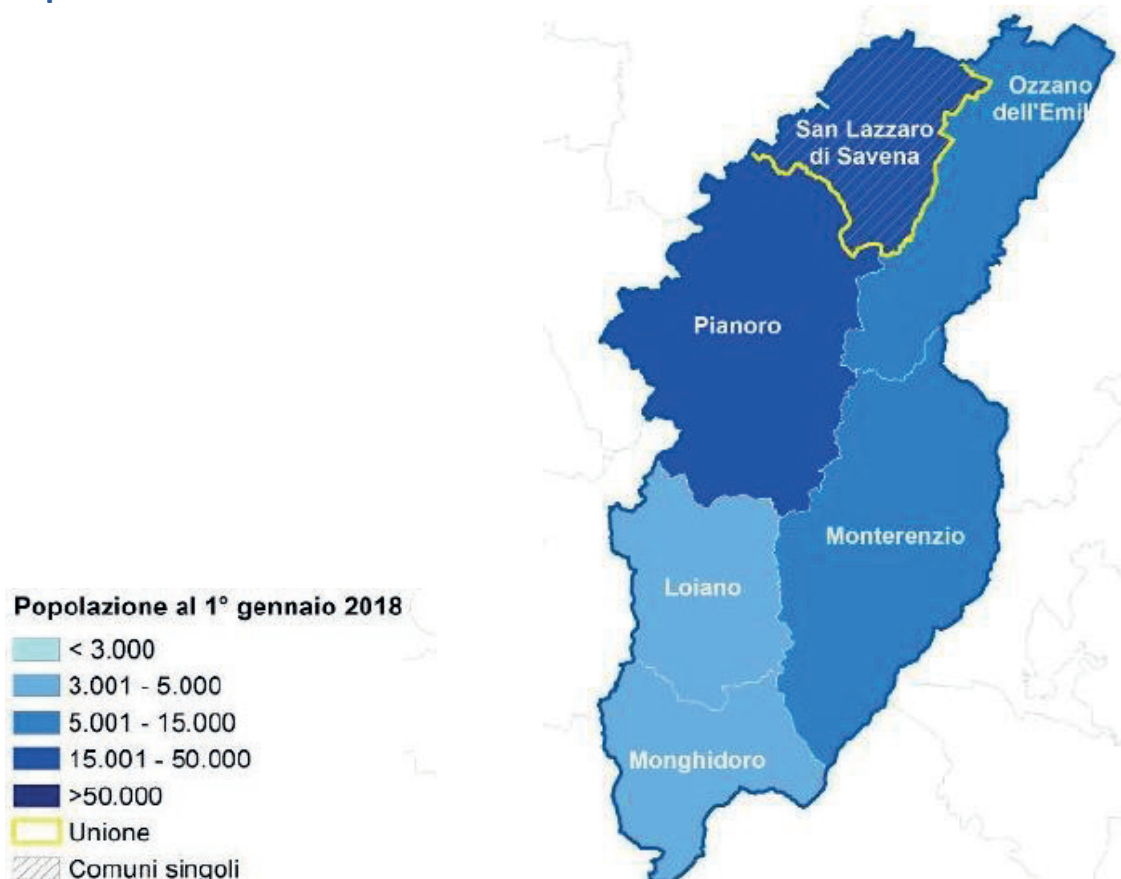 Ozzano
dell'Emil
San Lazzaro
di Savena
Pianoro
Monterenzio
Loiano
Monghidoro
Popolazione al 1° gennaio 2018
< 3.000
3.001 - 5.000
5.001 - 15.000
15.001 - 50.000
>50.000
Unione
Comuni singoli